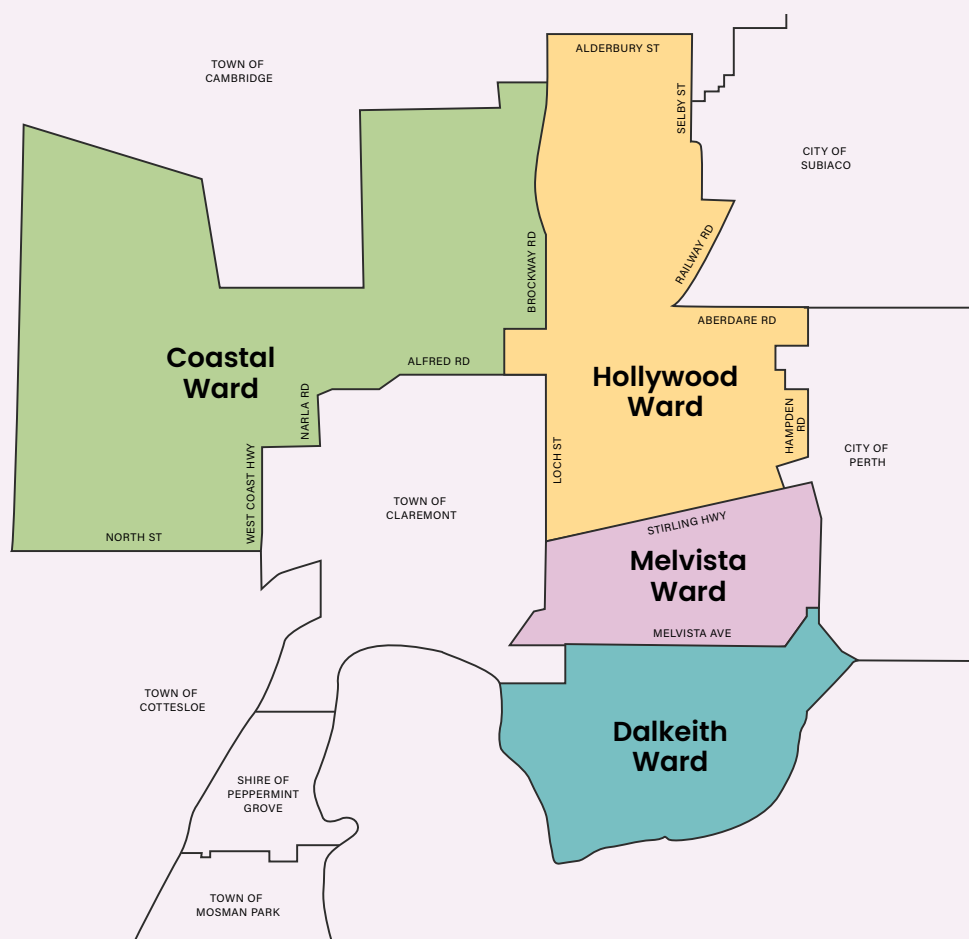 ALDERBURY ST
TOWN OF
CAMBRIDGE
SELBY ST
CITY OF
SUBIACO
RAILWAY RD
BROCKWAY RD
ABERDARE RD
Coastal
Ward
ALFRED RD
Hollywood
Ward
NARLA RD
HAMPDEN
RD
WEST COAST HWY
LOCH ST
CITY OF
PERTH
TOWN OF
CLAREMONT
STIRLING HWY
NORTH ST
Melvista
Ward
MELVISTA AVE
TOWN OF
COTTESLOE
Dalkeith
Ward
SHIRE OF
PEPPERMINT
GROVE
TOWN OF
MOSMAN PARK